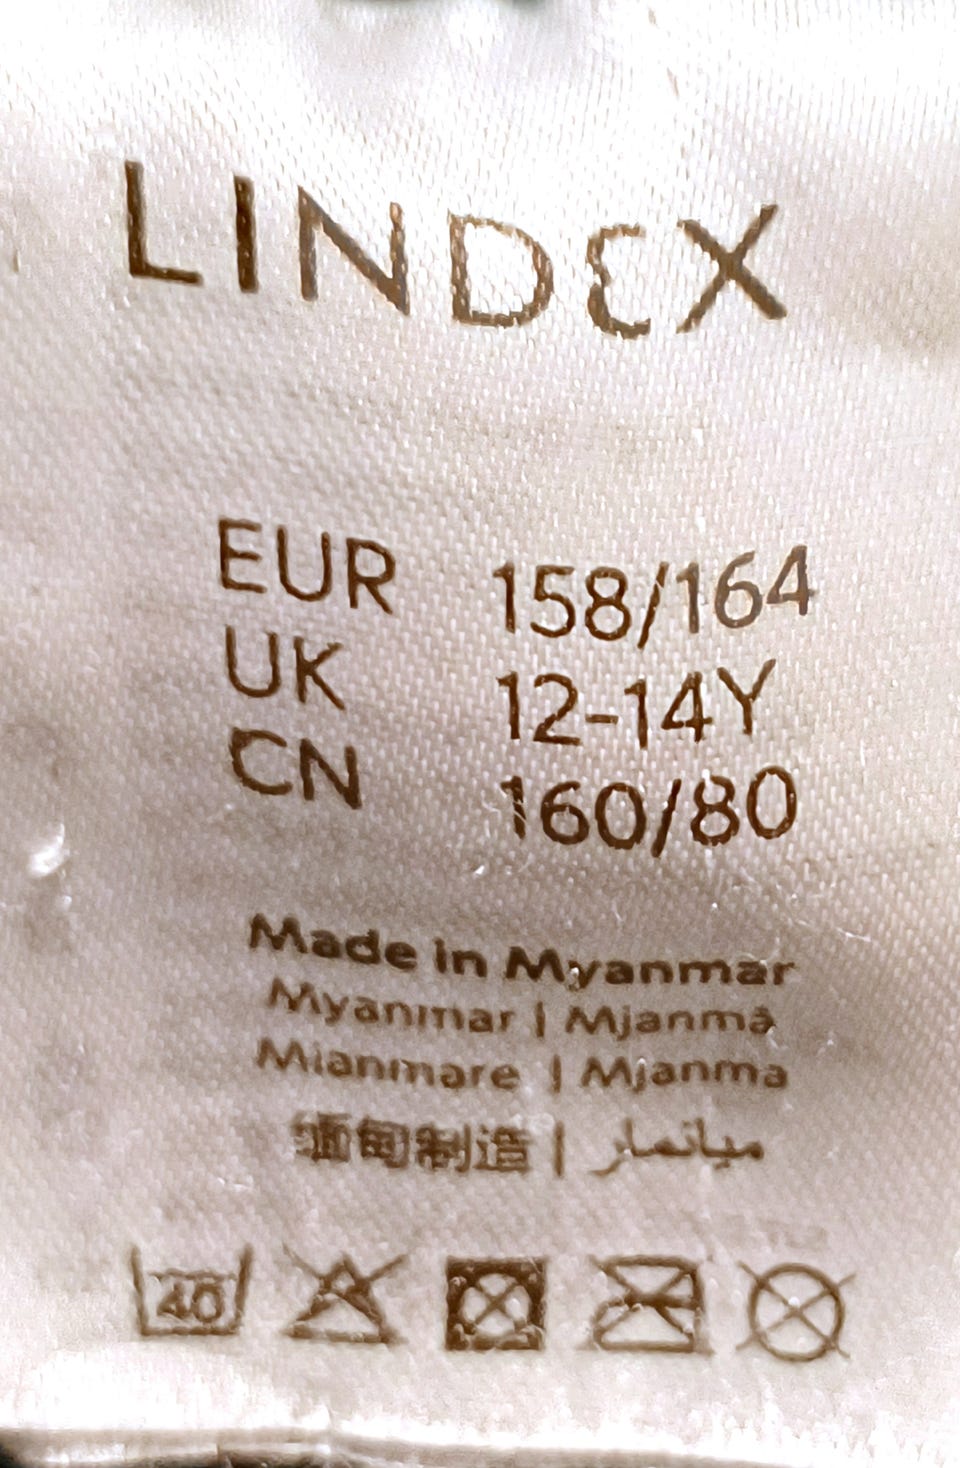 LINDEX
EUR 158/164
UK 12-14Y
CN 160/80
Made in Myanmar
Myanmar | Mjanmā
Mianmare | Mjanma
缅甸制造 | ميانمار
40